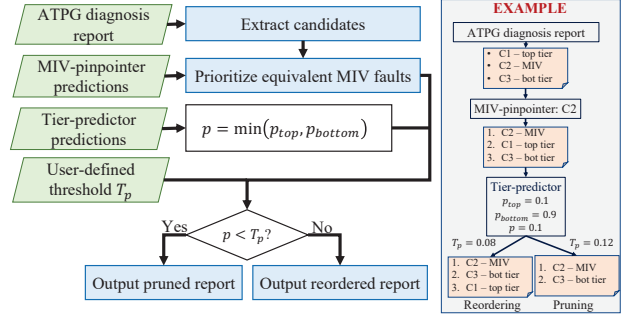 ATPG diagnosis
report
Extract candidates
MIV-pinpointer
predictions
Prioritize equivalent MIV faults
Tier-predictor
predictions
p = min(p_top, p_bottom)
User-defined
threshold T_p
Yes
p < T_p?
No
Output pruned report
Output reordered report
EXAMPLE
ATPG diagnosis report
• C1 – top tier
• C2 – MIV
• C3 – bot tier
MIV-pinpointer: C2
1. C2 – MIV
2. C1 – top tier
3. C3 – bot tier
Tier-predictor
p_top = 0.1
p_bottom = 0.9
p = 0.1
T_p = 0.08
T_p = 0.12
1. C2 – MIV
2. C3 – bot tier
3. C1 – top tier
1. C2 – MIV
2. C3 – bot tier
Reordering
Pruning